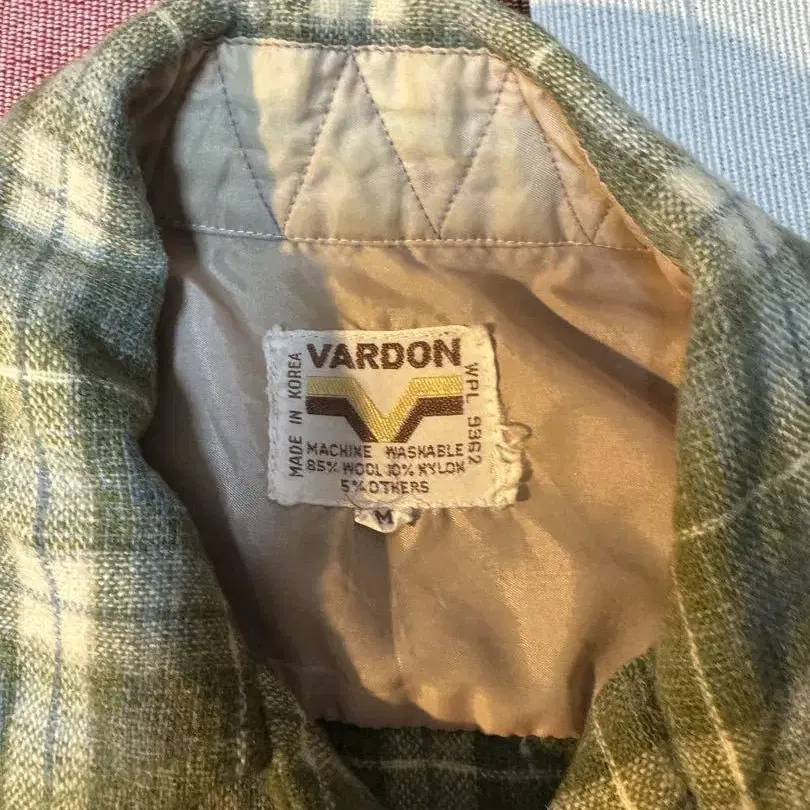 VARDON
MADE IN KOREA
WPL 9362
MACHINE WASHABLE
85% WOOL 10% NYLON
5% OTHERS
M